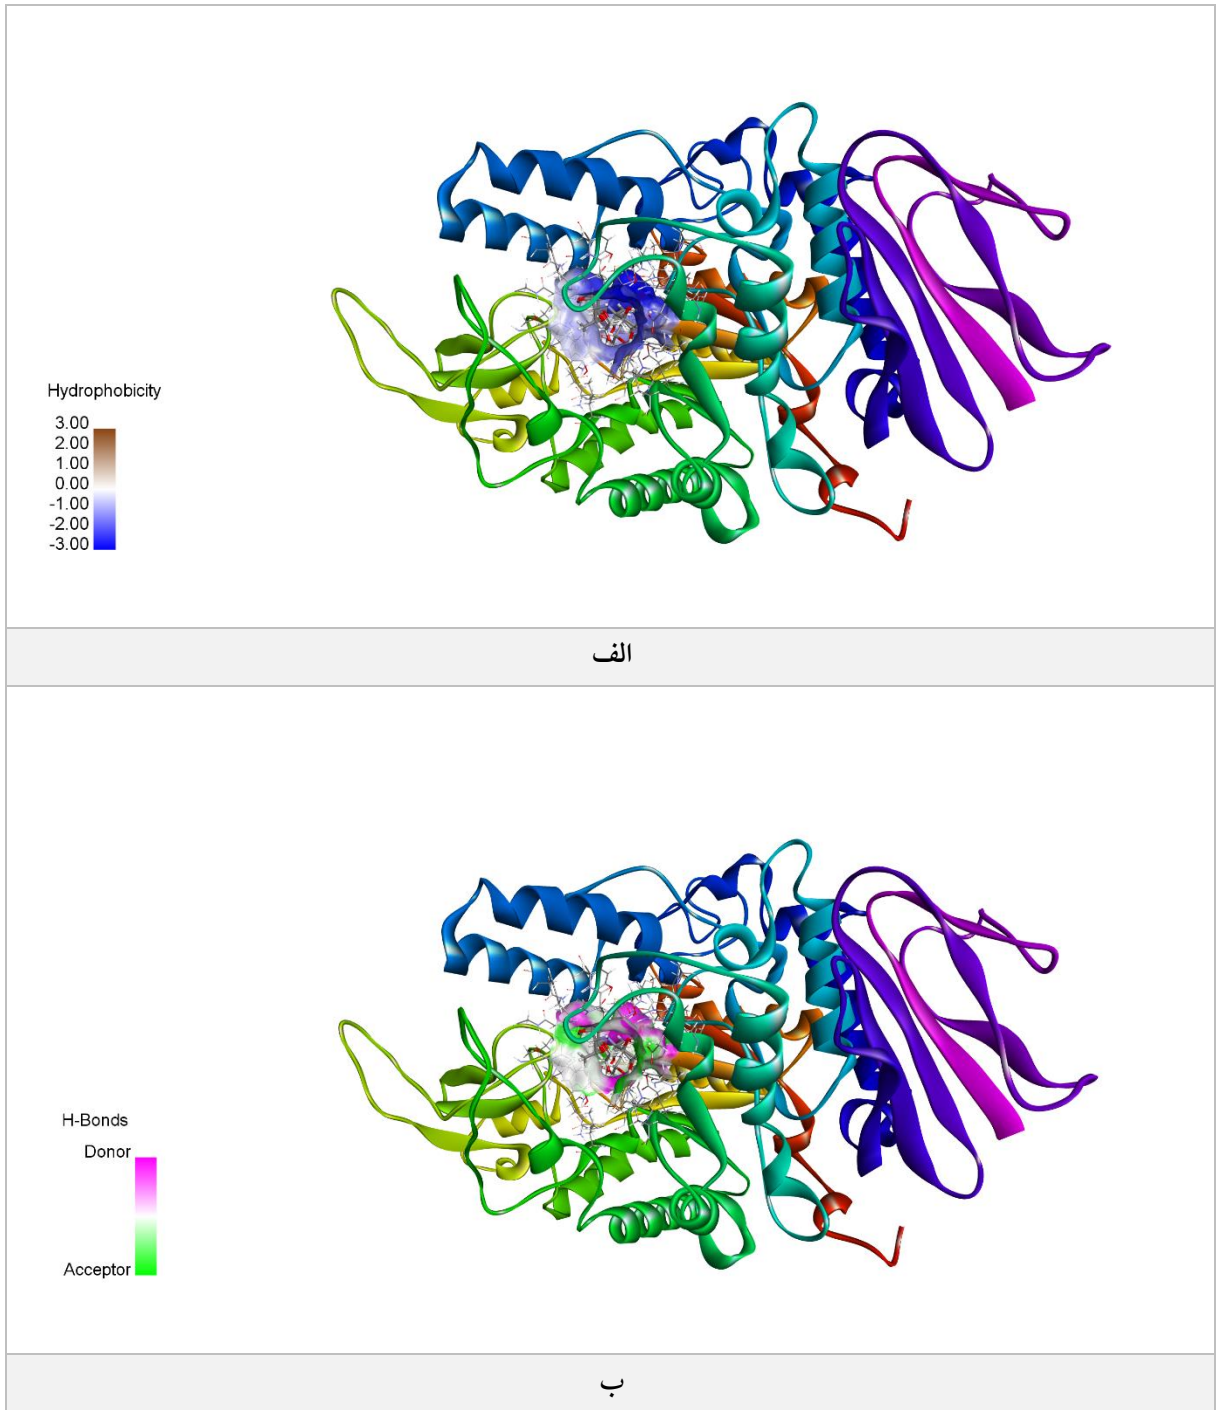 Hydrophobicity
3.00
2.00
1.00
0.00
-1.00
-2.00
-3.00
الف
H-Bonds
Donor
Acceptor
ب